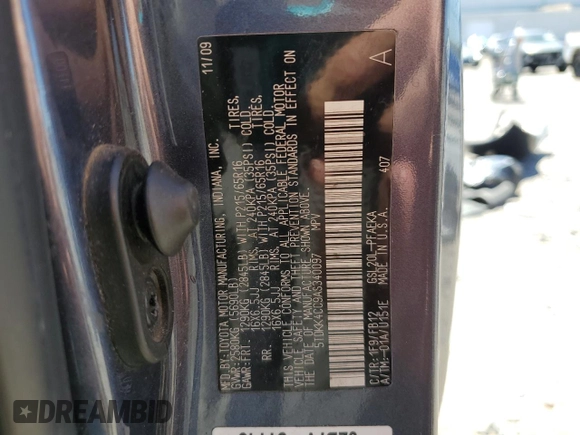 MFD.BY:TOYOTA MOTOR MANUFACTURING, INDIANA, INC. 11/09
GVWR:2580KG(5690LB)
GAWR:FRT. 1290KG (2845LB) WITH P215/65R16 TIRES,
16X6.5JJ RIMS, AT 240KPA (35PSI) COLD.
RR. 1290KG (2845LB) WITH P215/65R16 TIRES,
16X6.5JJ RIMS, AT 240KPA (35PSI) COLD.
THIS VEHICLE CONFORMS TO ALL APPLICABLE FEDERAL MOTOR
VEHICLE SAFETY AND THEFT PREVENTION STANDARDS IN EFFECT ON
THE DATE OF MANUFACTURE SHOWN ABOVE.
5TDKK4CC9AS340097 MPV
A
C/TR:1F9/FB12 GSL20L-PFAEKA
A/TM:-01A/U151E MADE IN U.S.A. 407
BIDFAX